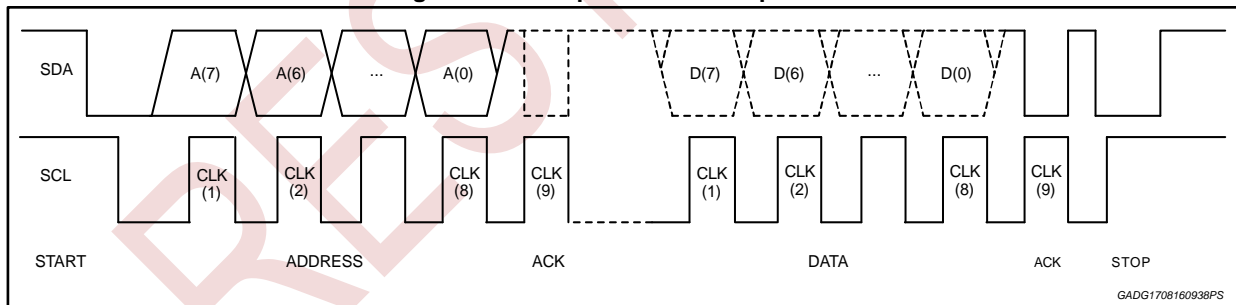 SDA
A(7)
A(6)
...
A(0)
D(7)
D(6)
...
D(0)
SCL
CLK
(1)
CLK
(2)
CLK
(8)
CLK
(9)
CLK
(1)
CLK
(2)
CLK
(8)
CLK
(9)
START
ADDRESS
ACK
DATA
ACK
STOP
GADG1708160938PS